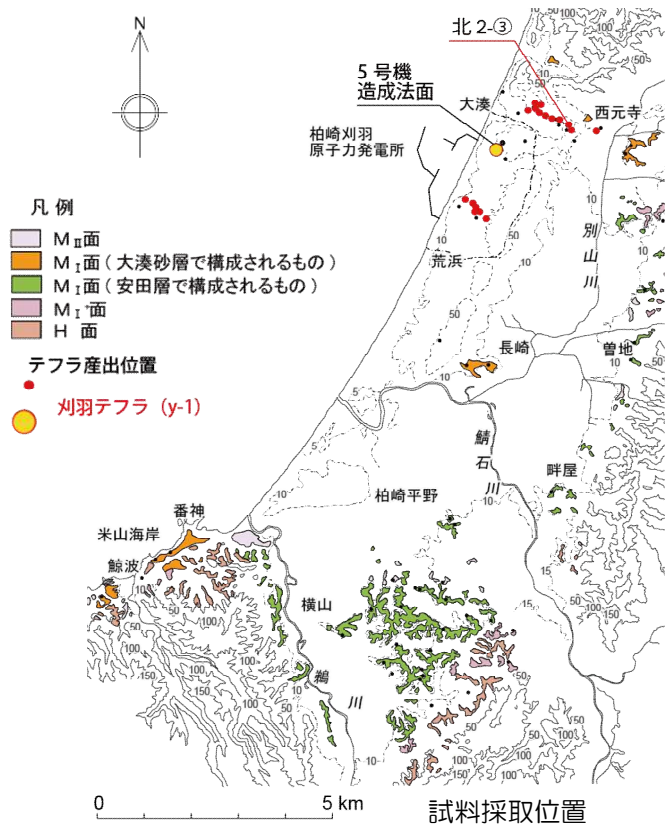 N
北2-③
5号機
造成法面
大湊
西元寺
柏崎刈羽
原子力発電所
凡例
MⅡ面
MⅠ面(大湊砂層で構成されるもの)
MⅠ面(安田層で構成されるもの)
MⅠ⁺面
H 面
テフラ産出位置
刈羽テフラ(y-1)
別山川
荒浜
長崎
曽地
鯖石川
畔屋
柏崎平野
番神
米山海岸
鯨波
横山
鵜川
0 5 km
試料採取位置